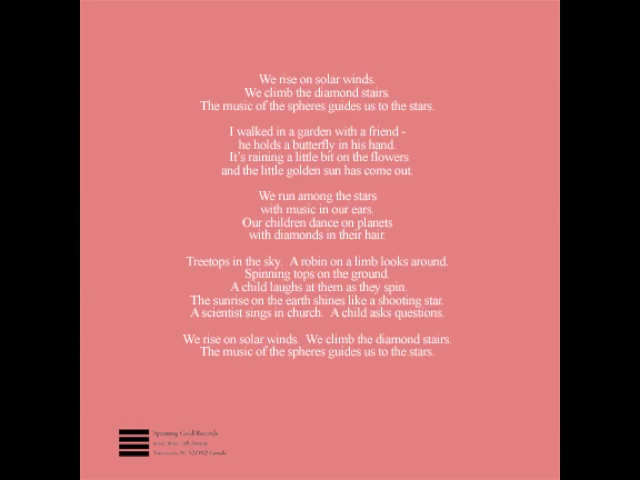 We rise on solar winds.
We climb the diamond stairs.
The music of the spheres guides us to the stars.
I walked in a garden with a friend -
he holds a butterfly in his hand.
It's raining a little bit on the flowers
and the little golden sun has come out.
We run among the stars
with music in our ears.
Our children dance on planets
with diamonds in their hair.
Treetops in the sky.  A robin on a limb looks around.
Spinning tops on the ground.
A child laughs at them as they spin.
The sunrise on the earth shines like a shooting star.
A scientist sings in church.  A child asks questions.
We rise on solar winds.  We climb the diamond stairs.
The music of the spheres guides us to the stars.
Spinning Gold Records
Avenue
Vancouver, BC Canada